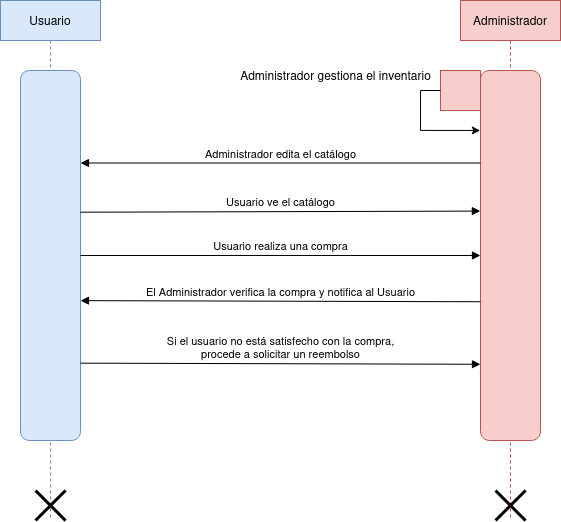 Usuario
Administrador
Administrador gestiona el inventario
Administrador edita el catálogo
Usuario ve el catálogo
Usuario realiza una compra
El Administrador verifica la compra y notifica al Usuario
Si el usuario no está satisfecho con la compra,
procede a solicitar un reembolso